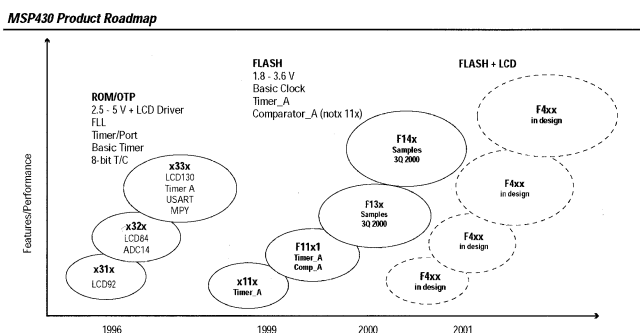 MSP430 Product Roadmap
Features/Performance
ROM/OTP
2.5 - 5 V + LCD Driver
FLL
Timer/Port
Basic Timer
8-bit T/C
FLASH
1.8 - 3.6 V
Basic Clock
Timer_A
Comparator_A (notx 11x)
FLASH + LCD
x31x
LCD92
x32x
LCD84
ADC14
x33x
LCD130
Timer A
USART
MPY
x11x
Timer_A
F11x1
Timer_A
Comp_A
F13x
Samples
3Q 2000
F14x
Samples
3Q 2000
F4xx
in design
F4xx
in design
F4xx
in design
F4xx
in design
1996
1999
2000
2001